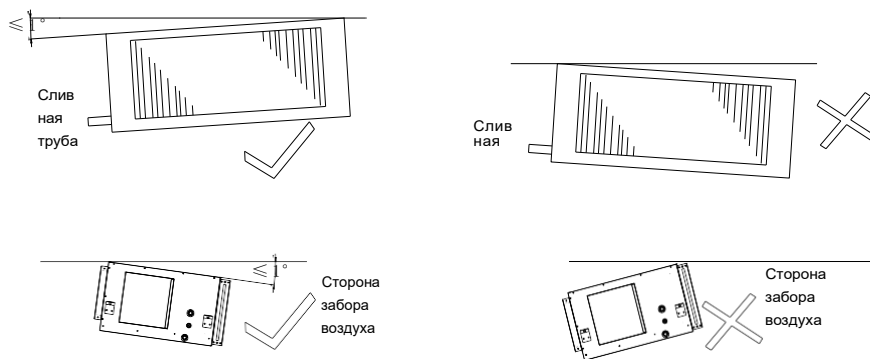 ≤1°
Слив
ная
труба
Слив
ная
≤1°
Сторона
забора
воздуха
Сторона
забора
воздуха